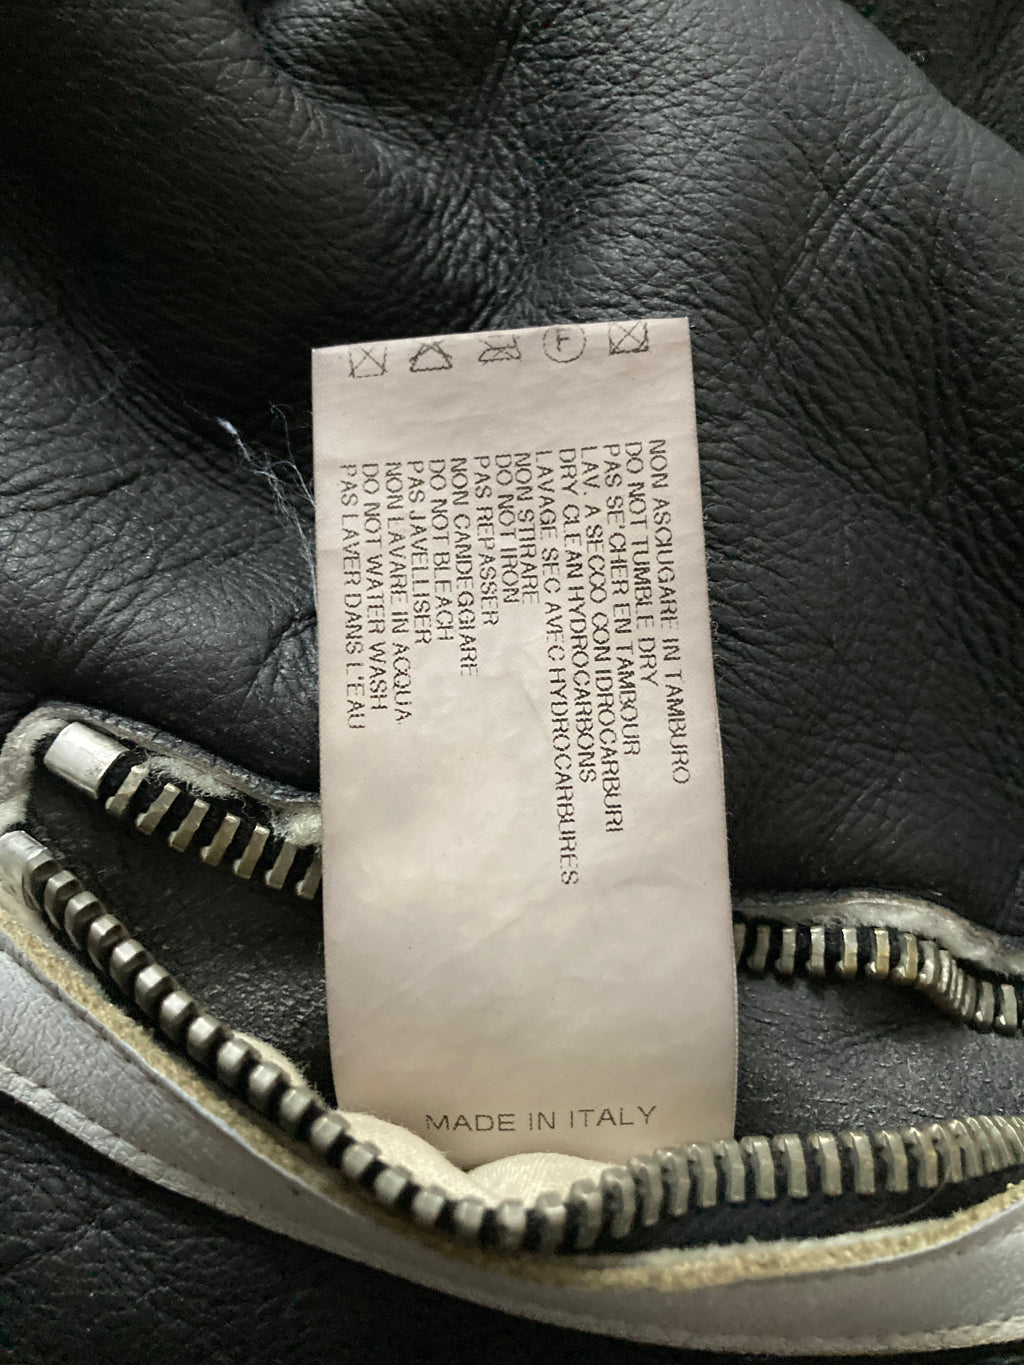 NON ASCIUGARE IN TAMBURO
DO NOT TUMBLE DRY
PAS SE'CHER EN TAMBOUR
LAV. A SECCO CON IDROCARBURI
DRY CLEAN HYDROCARBONS
LAVAGE SEC AVEC HYDROCARBURES
NON STIRARE
DO NOT IRON
PAS REPASSER
NON CANDEGGIARE
DO NOT BLEACH
PAS JAVELLISER
NON LAVARE IN ACQUA
DO NOT WATER WASH
PAS LAVER DANS L'EAU
F
MADE IN ITALY